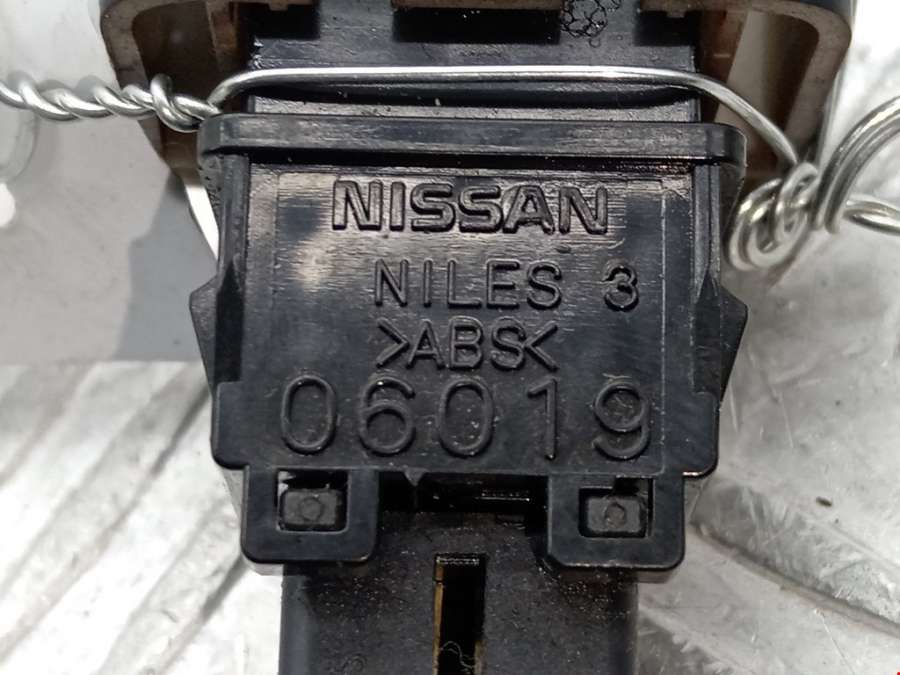 NISSAN
NILES 3
>ABS<
06019